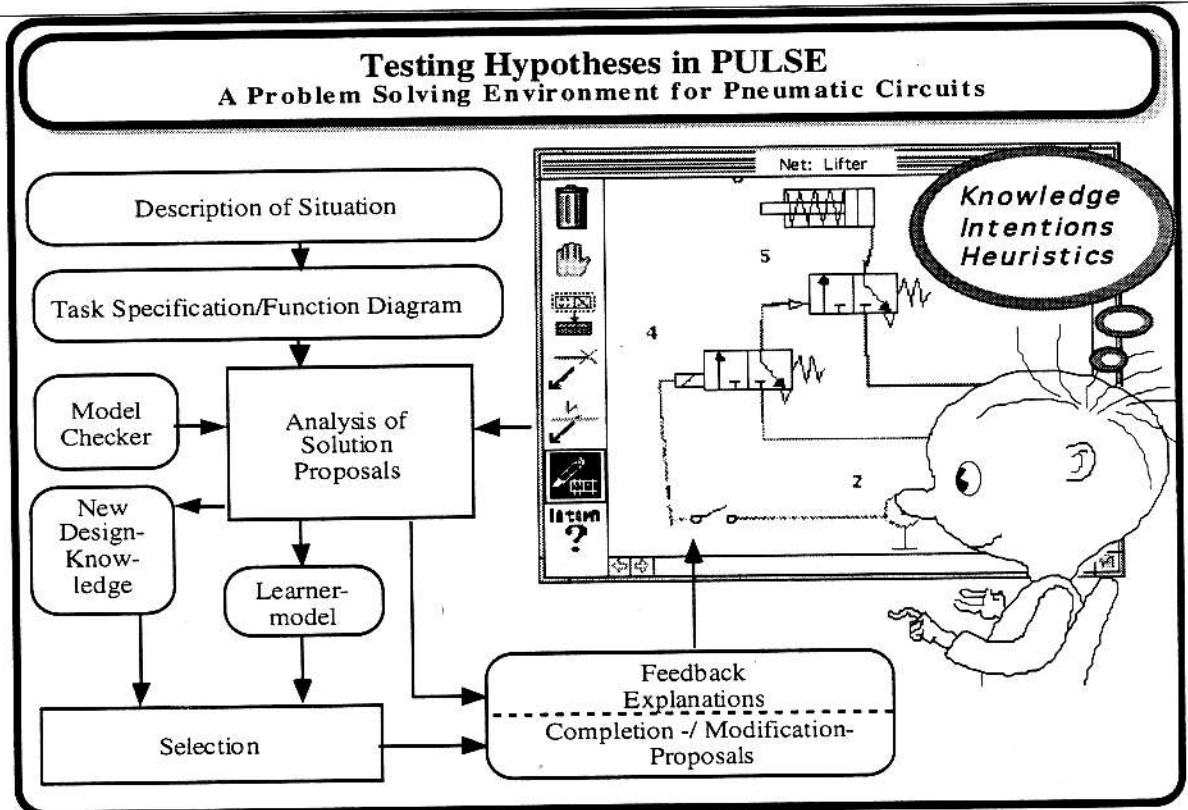 Testing Hypotheses in PULSE
A Problem Solving Environment for Pneumatic Circuits
Description of Situation
Task Specification/Function Diagram
Model
Checker
Analysis of
Solution
Proposals
New
Design-
Know-
ledge
Learner-
model
Selection
Feedback
Explanations
Completion -/ Modification-
Proposals
Net: Lifter
5
4
2
?
Knowledge
Intentions
Heuristics